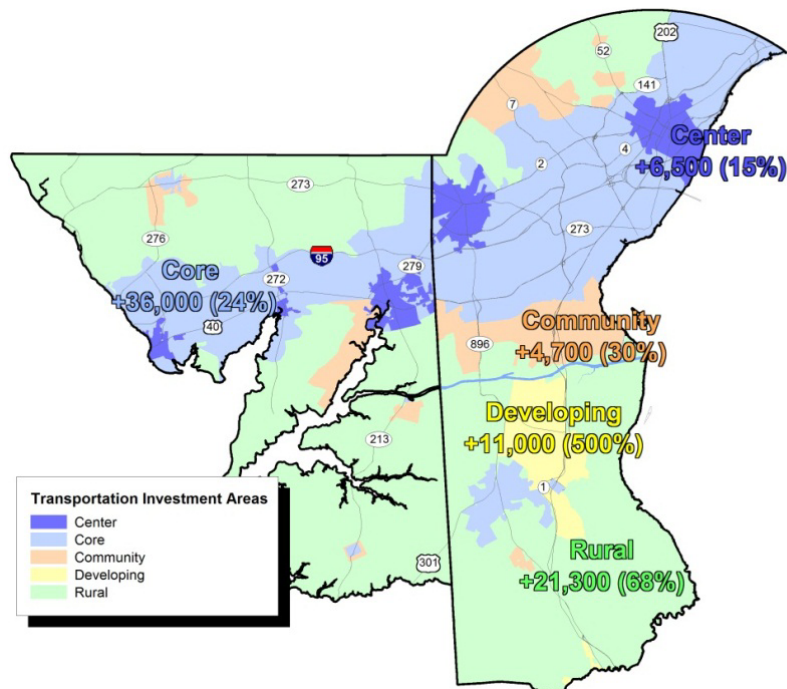 202
52
141
7
Center
+6,500 (15%)
4
2
273
273
276
95
279
Core
+36,000 (24%)
272
40
Community
+4,700 (30%)
896
Developing
+11,000 (500%)
213
1
Transportation Investment Areas
Center
Core
Community
Developing
Rural
Rural
+21,300 (68%)
301